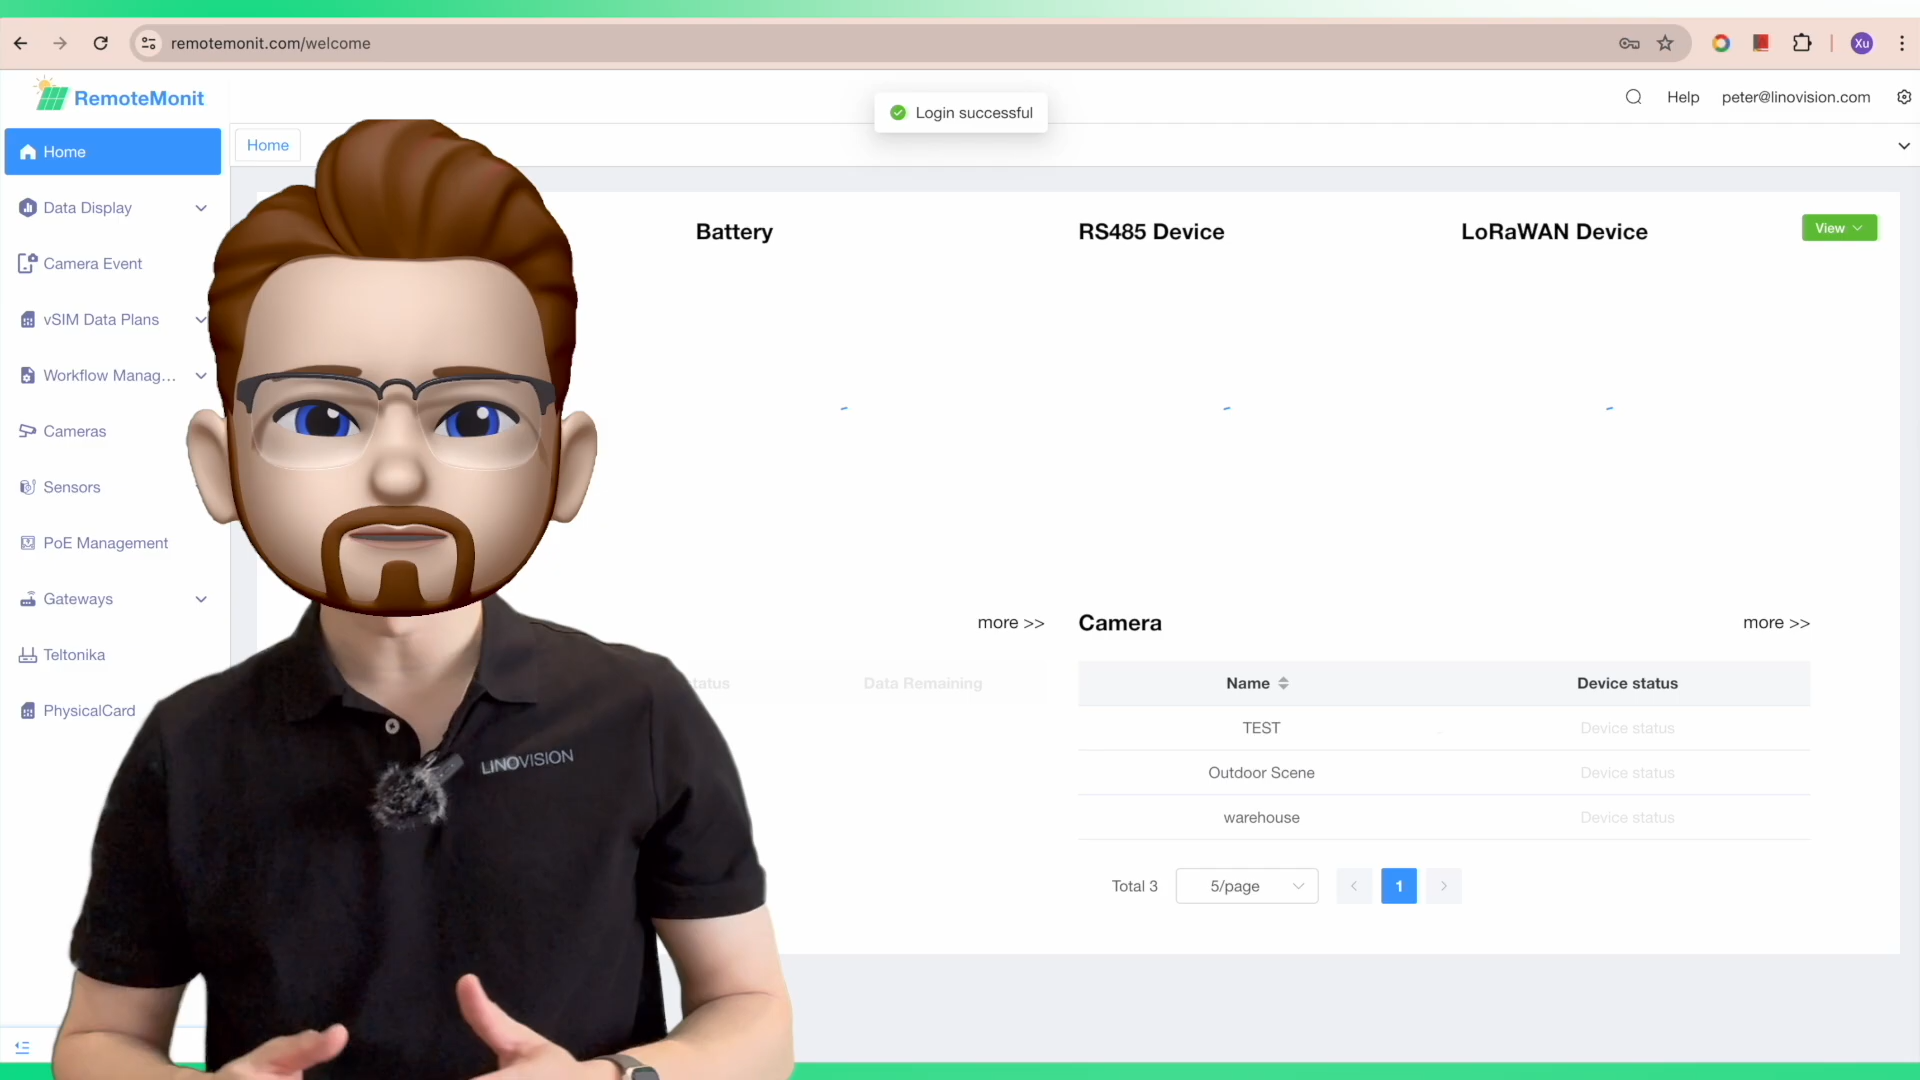 remotemonit.com/welcome
Xu
RemoteMonit
Login successful
Help
peter@linovision.com
Home
Home
Data Display
Camera Event
vSIM Data Plans
Workflow Manag...
Cameras
Sensors
PoE Management
Gateways
Teltonika
PhysicalCard
Battery
RS485 Device
LoRaWAN Device
View
more >>
tatus
Data Remaining
Camera
more >>
Name
Device status
TEST
Device status
Outdoor Scene
Device status
warehouse
Device status
Total 3
5/page
1
LINOVISION